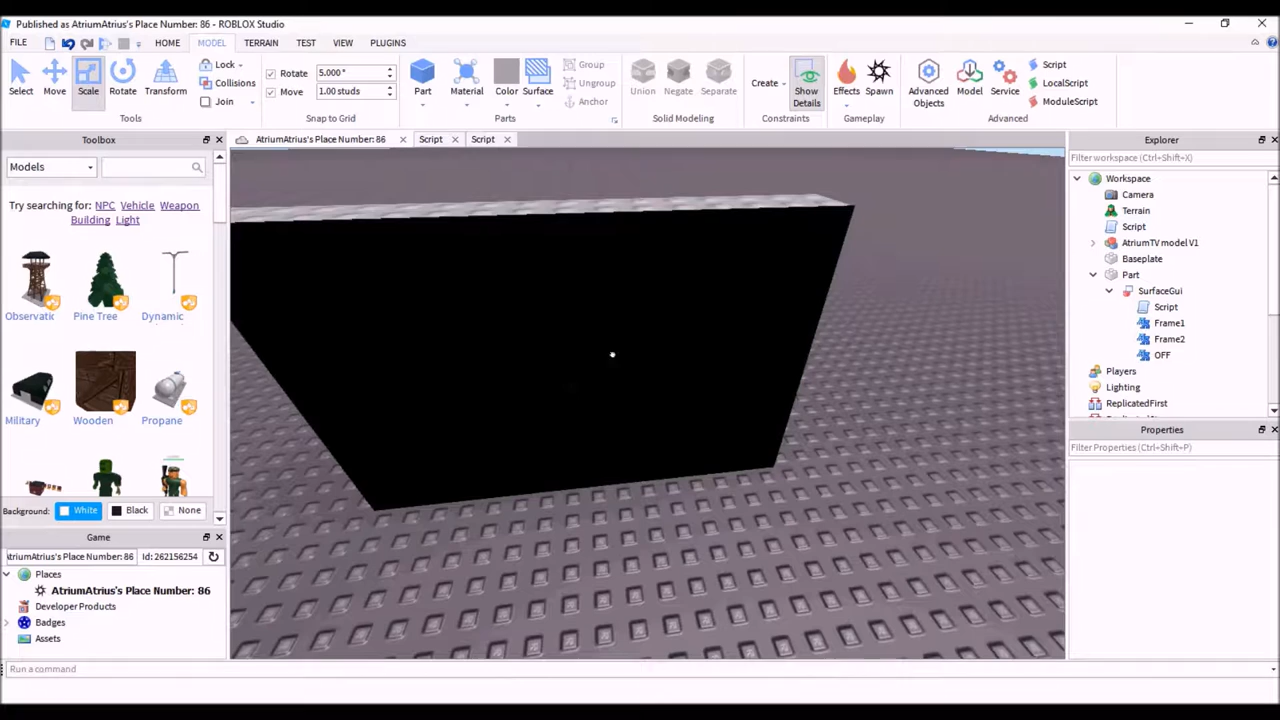 Published as AtriumAtrius's Place Number: 86 - ROBLOX Studio
FILE HOME MODEL TERRAIN TEST VIEW PLUGINS
Select Move Scale Rotate Transform
Lock
Collisions
Join
Tools
Rotate 5.000 °
Move 1.00 studs
Snap to Grid
Part Material Color Surface
Group
Ungroup
Anchor
Parts
Union Negate Separate
Solid Modeling
Create
Show Details
Constraints
Effects Spawn
Gameplay
Advanced Objects
Model Service
Script
LocalScript
ModuleScript
Advanced
Toolbox
Models
Try searching for: NPC Vehicle Weapon
Building Light
Observatic Pine Tree Dynamic
Military Wooden Propane
Background: White Black None
Game
\trium​Atrius's Place Number: 86 Id: 262156254
Places
AtriumAtrius's Place Number: 86
Developer Products
Badges
Assets
Run a command
AtriumAtrius's Place Number: 86 Script Script
Explorer
Filter workspace (Ctrl+Shift+X)
Workspace
Camera
Terrain
Script
AtriumTV model V1
Baseplate
Part
SurfaceGui
Script
Frame1
Frame2
OFF
Players
Lighting
ReplicatedFirst
Properties
Filter Properties (Ctrl+Shift+P)